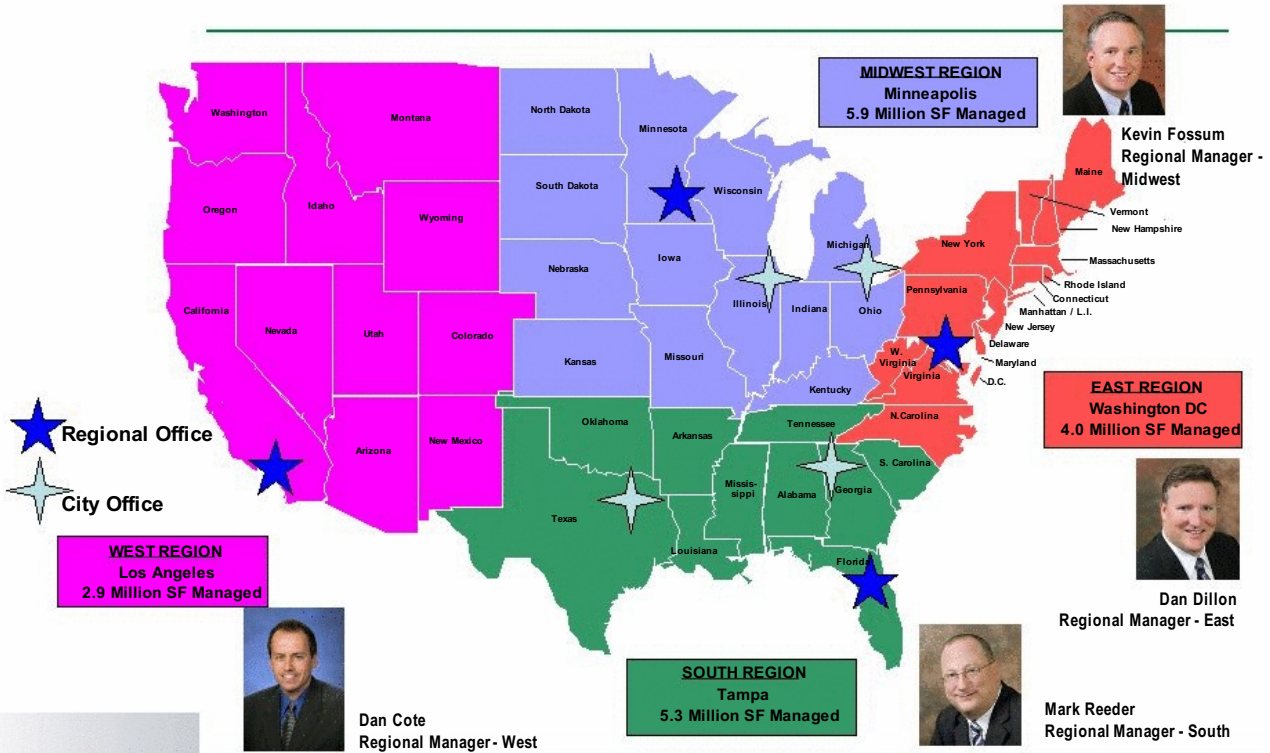 MIDWEST REGION
Minneapolis
5.9 Million SF Managed
Kevin Fossum
Regional Manager -
Midwest
Washington
Montana
North Dakota
Minnesota
Maine
Oregon
Idaho
Wyoming
South Dakota
Wisconsin
Michigan
New York
Vermont
New Hampshire
Massachusetts
Rhode Island
Connecticut
Manhattan / L.I.
New Jersey
Delaware
Maryland
D.C.
California
Nevada
Utah
Colorado
Nebraska
Iowa
Illinois
Indiana
Ohio
Pennsylvania
Kansas
Missouri
Kentucky
W.
Virginia
Virginia
Arizona
New Mexico
Oklahoma
Arkansas
Tennessee
N.Carolina
S. Carolina
Texas
Louisiana
Missis-
sippi
Alabama
Georgia
Florida
EAST REGION
Washington DC
4.0 Million SF Managed
Dan Dillon
Regional Manager - East
Regional Office
City Office
WEST REGION
Los Angeles
2.9 Million SF Managed
Dan Cote
Regional Manager - West
SOUTH REGION
Tampa
5.3 Million SF Managed
Mark Reeder
Regional Manager - South